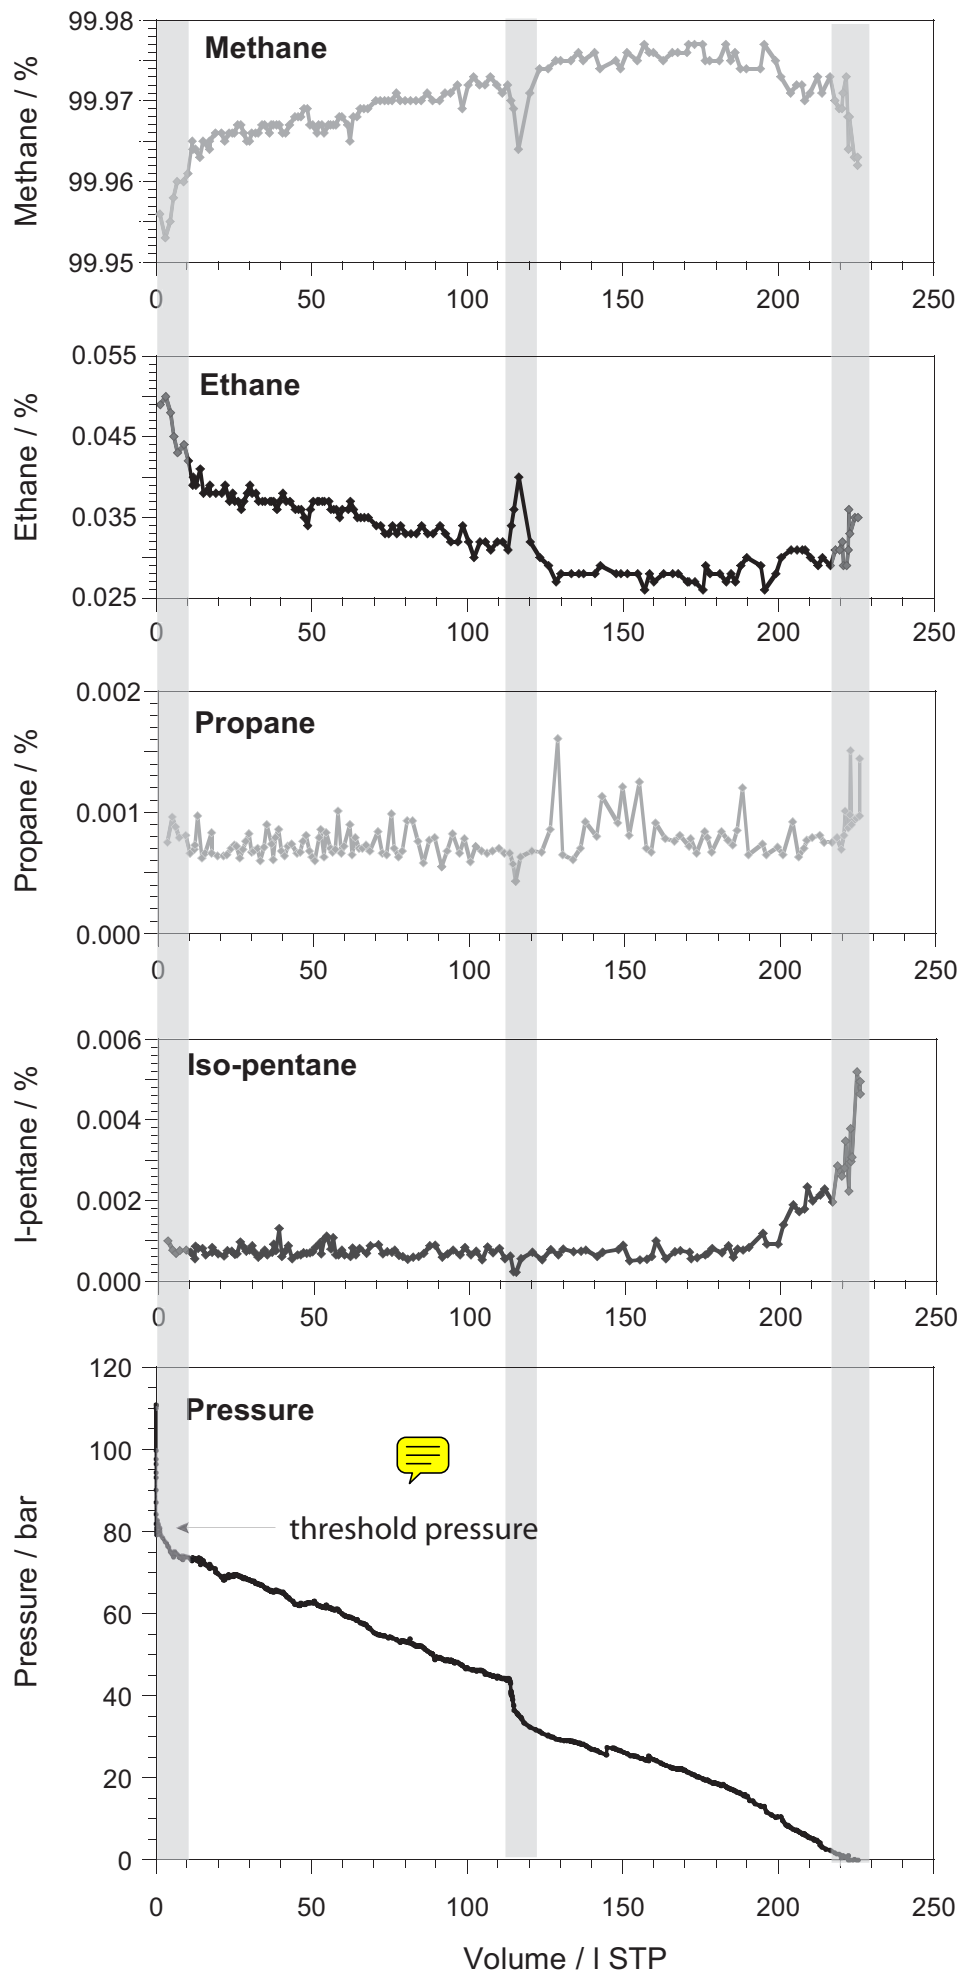 Methane
Methane / %
99.98
99.97
99.96
99.95
0 50 100 150 200 250
Ethane
Ethane / %
0.055
0.045
0.035
0.025
0 50 100 150 200 250
Propane
Propane / %
0.002
0.001
0.000
0 50 100 150 200 250
Iso-pentane
I-pentane / %
0.006
0.004
0.002
0.000
0 50 100 150 200 250
Pressure
Pressure / bar
120
100
80
60
40
20
0
threshold pressure
0 50 100 150 200 250
Volume / l STP